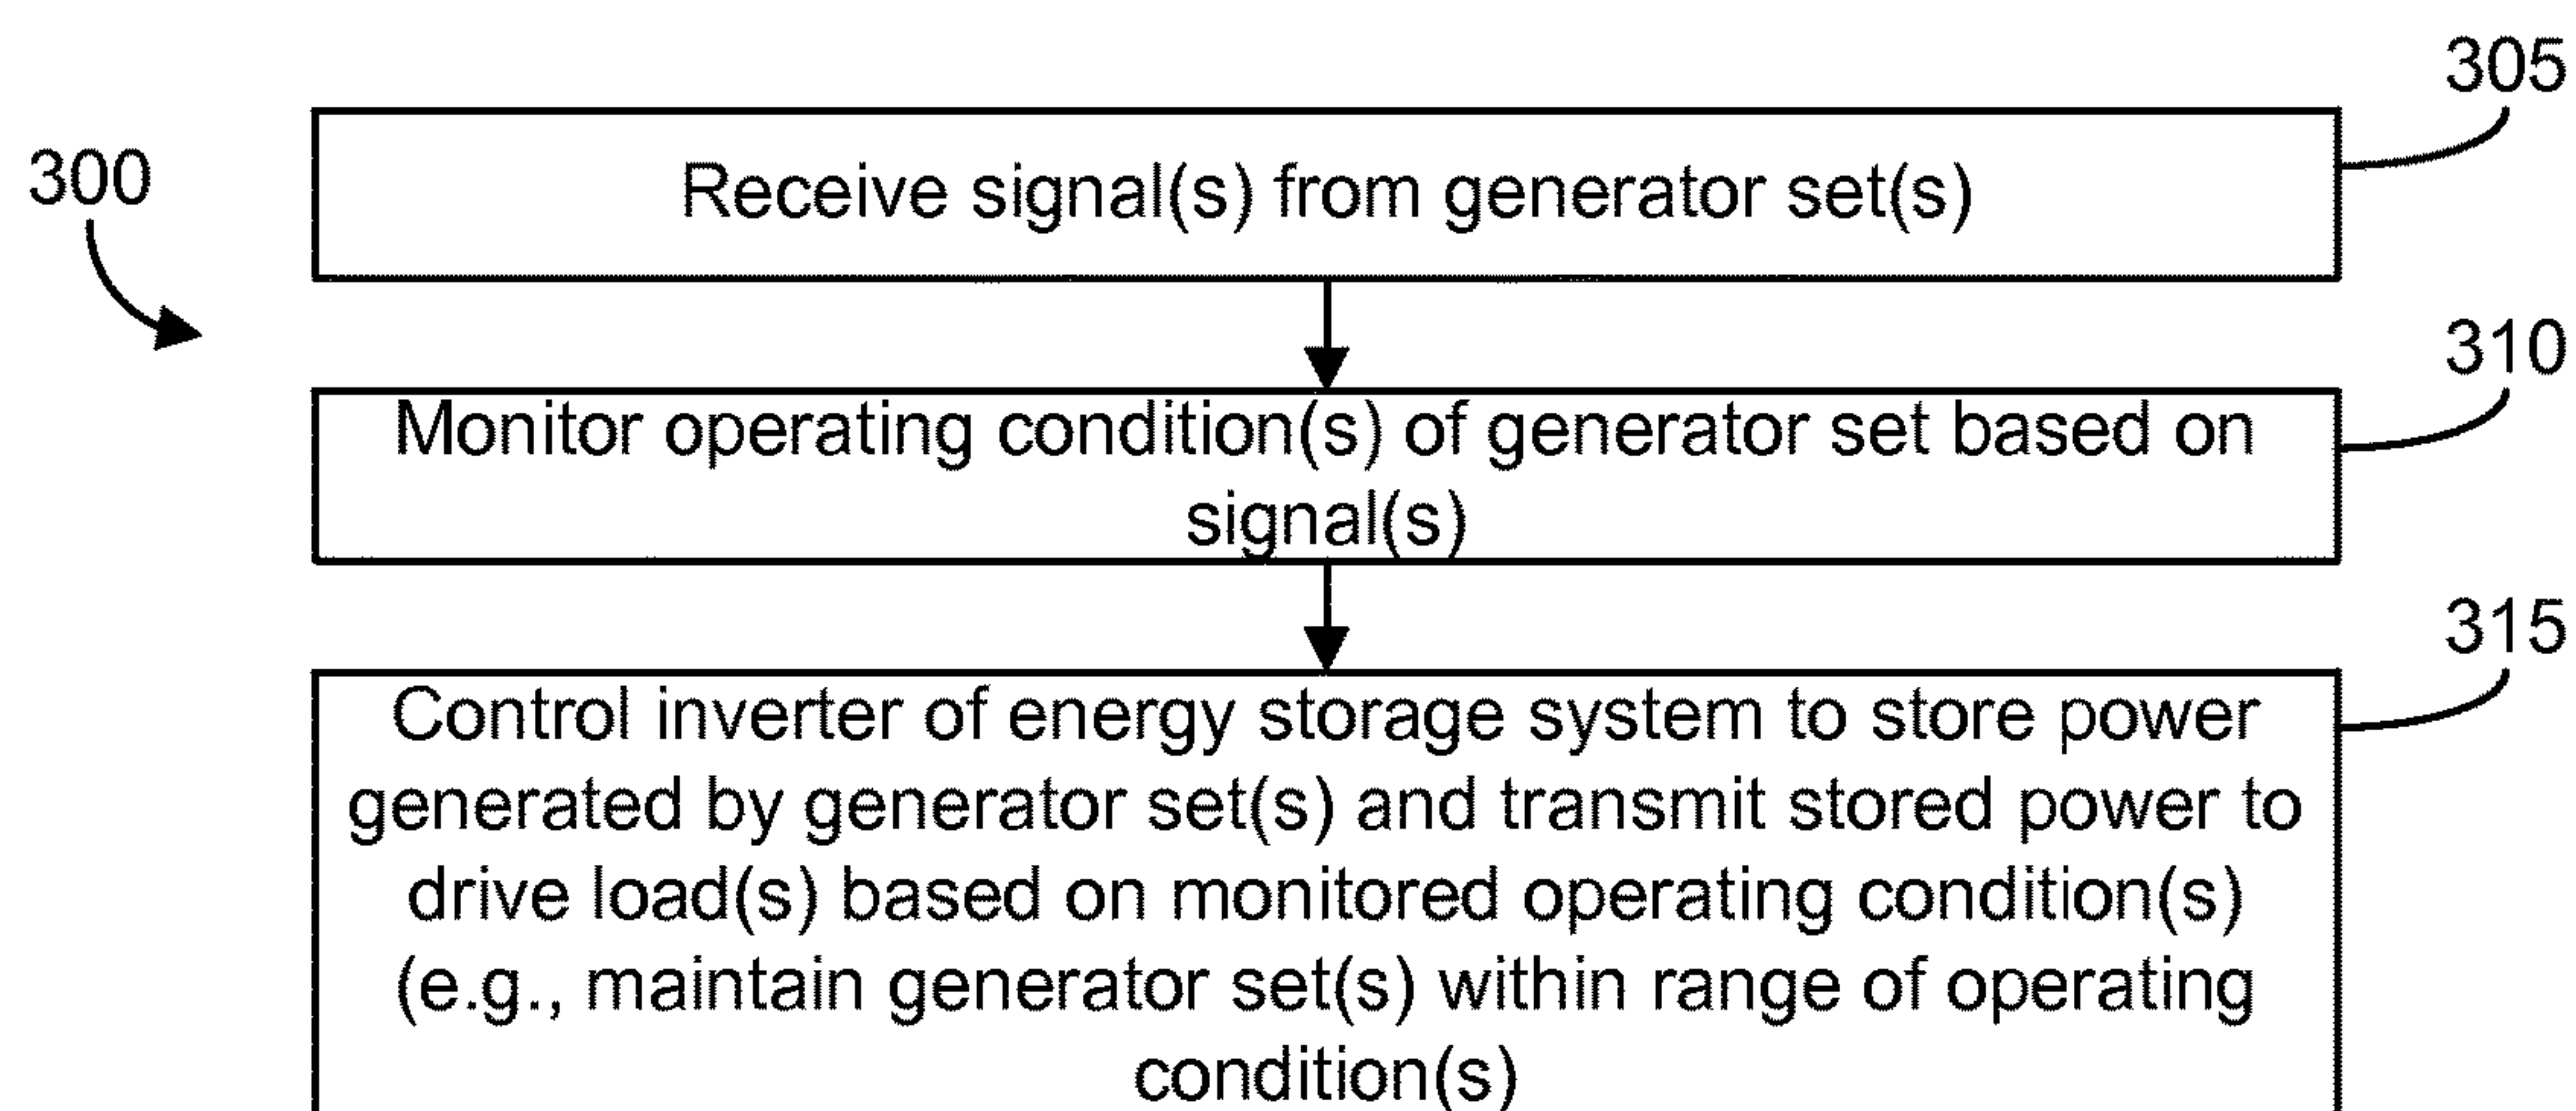 305
300
Receive signal(s) from generator set(s)
310
Monitor operating condition(s) of generator set based on
signal(s)
315
Control inverter of energy storage system to store power
generated by generator set(s) and transmit stored power to
drive load(s) based on monitored operating condition(s)
(e.g., maintain generator set(s) within range of operating
condition(s)